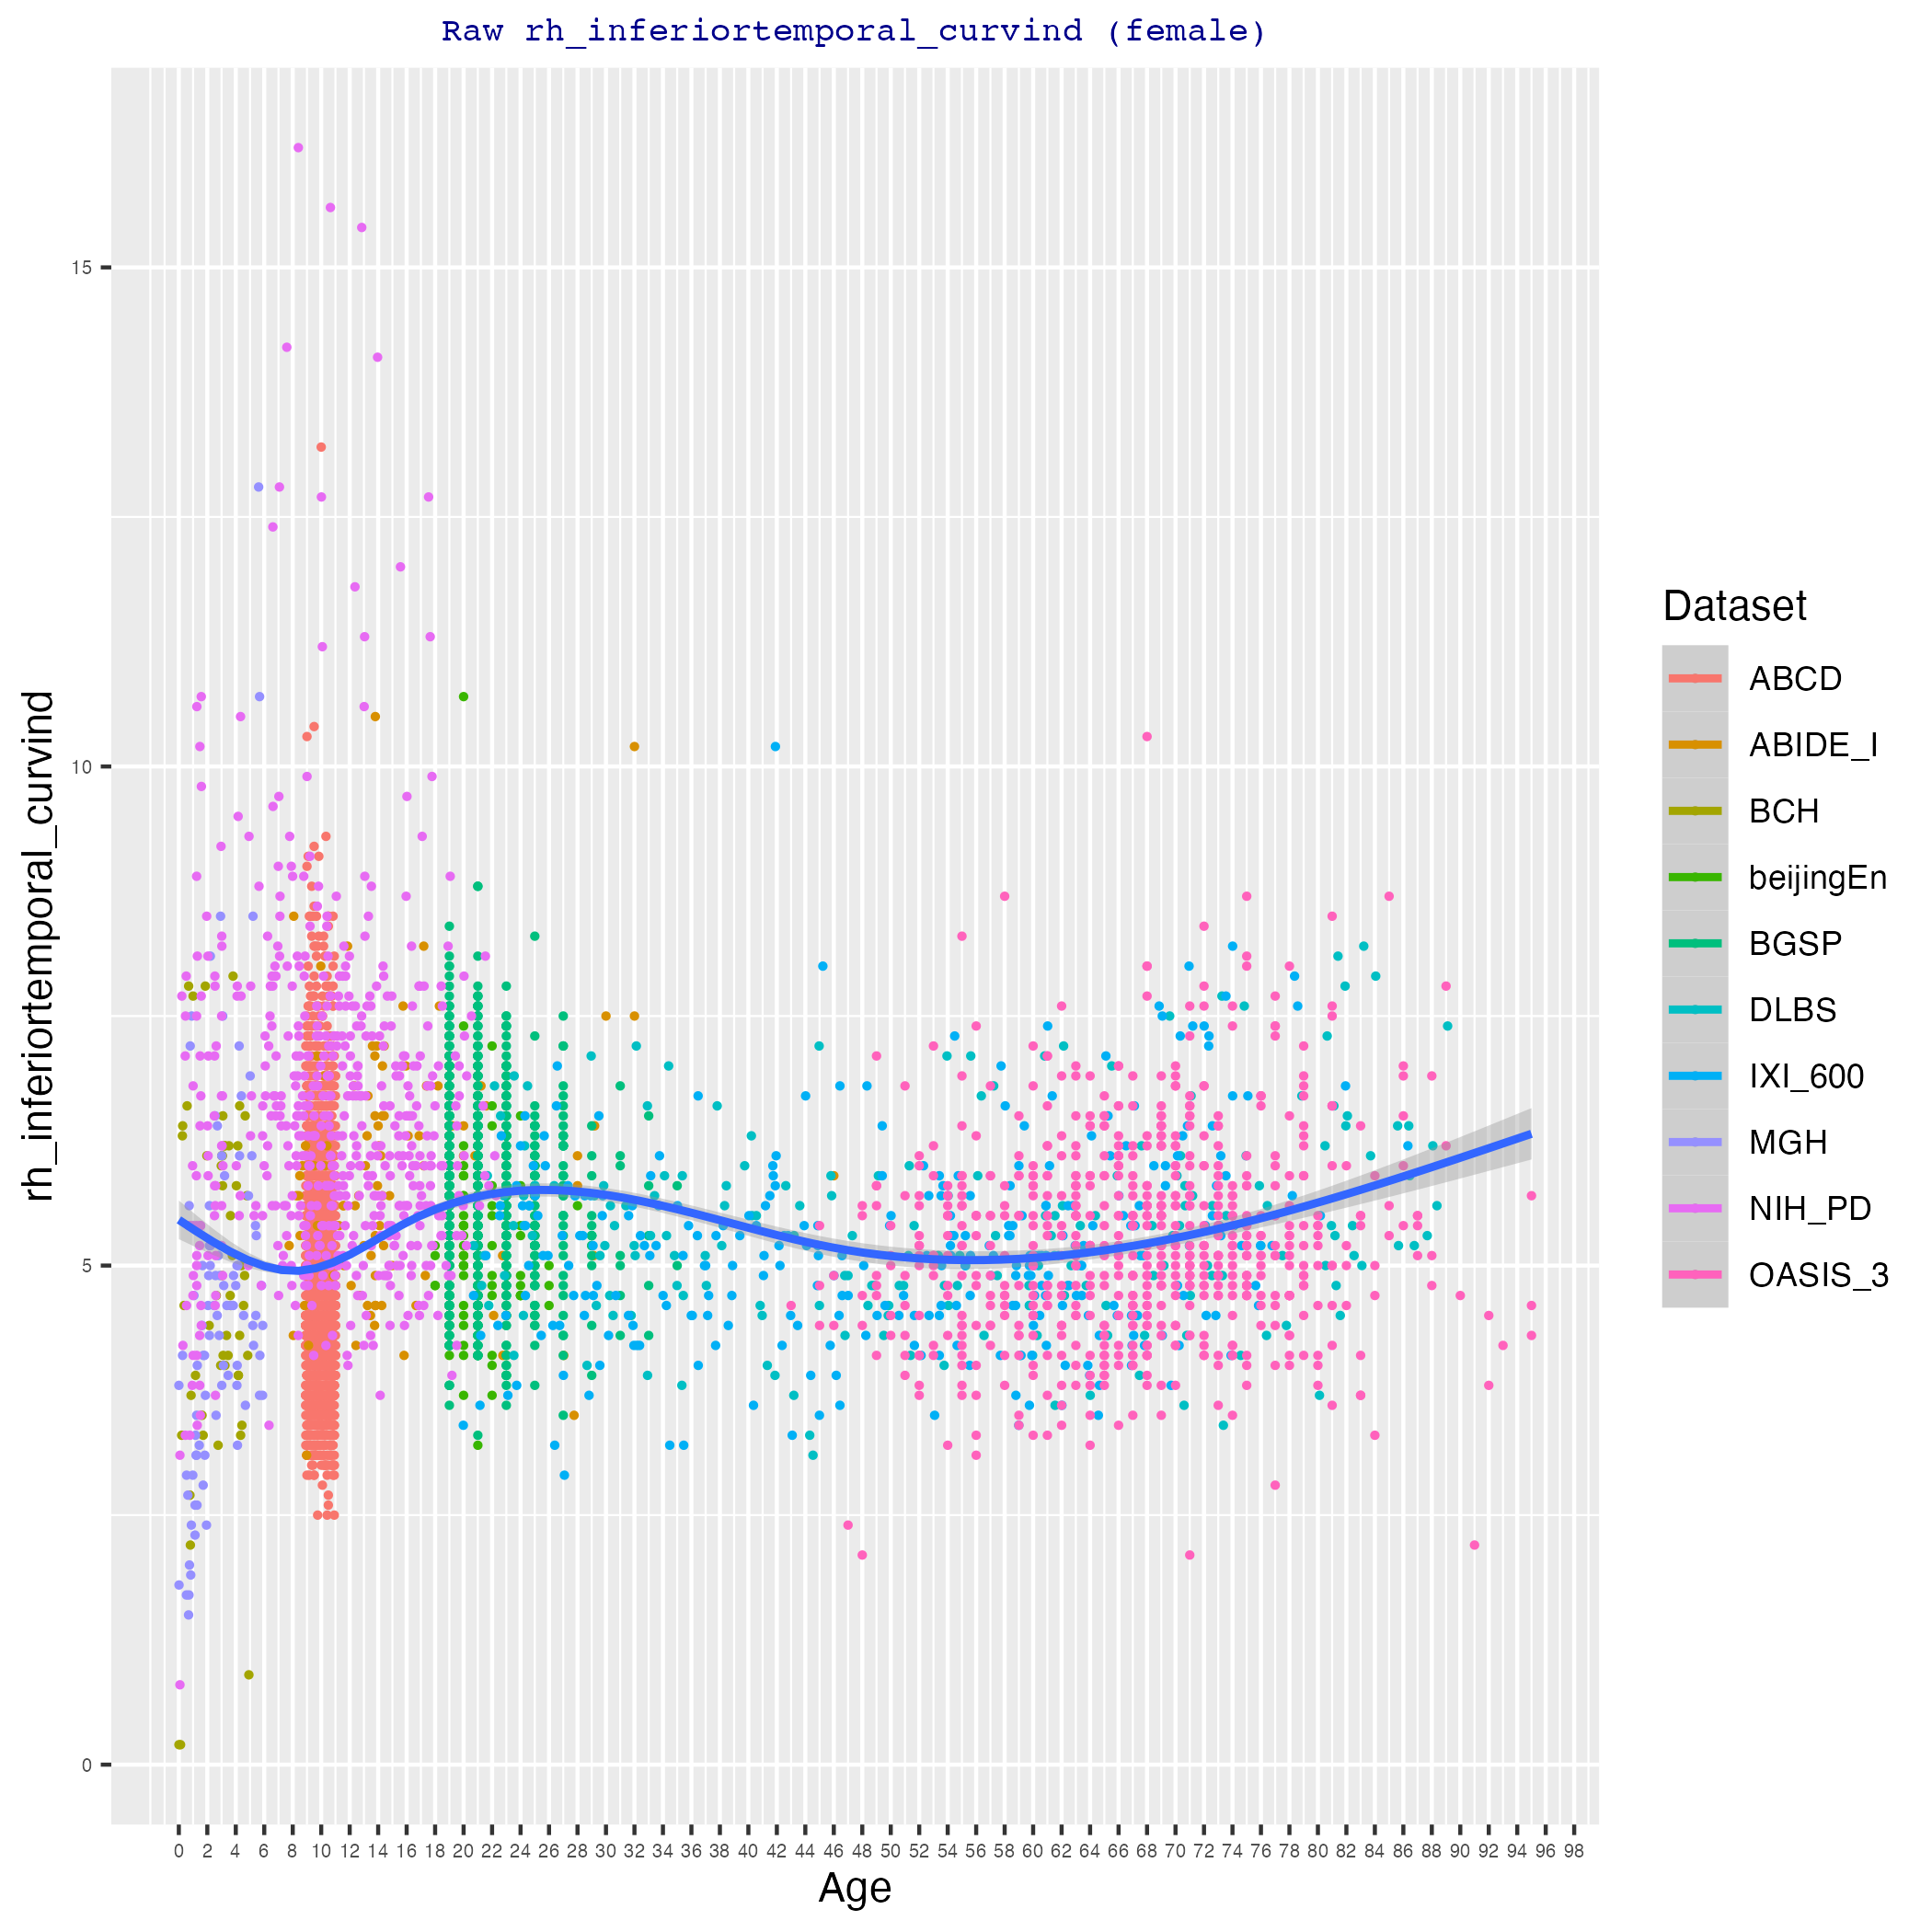 Raw rh_inferiortemporal_curvind (female)
rh_inferiortemporal_curvind
15
10
5
0
0 2 4 6 8 10 12 14 16 18 20 22 24 26 28 30 32 34 36 38 40 42 44 46 48 50 52 54 56 58 60 62 64 66 68 70 72 74 76 78 80 82 84 86 88 90 92 94 96 98
Age
Dataset
ABCD
ABIDE_I
BCH
beijingEn
BGSP
DLBS
IXI_600
MGH
NIH_PD
OASIS_3